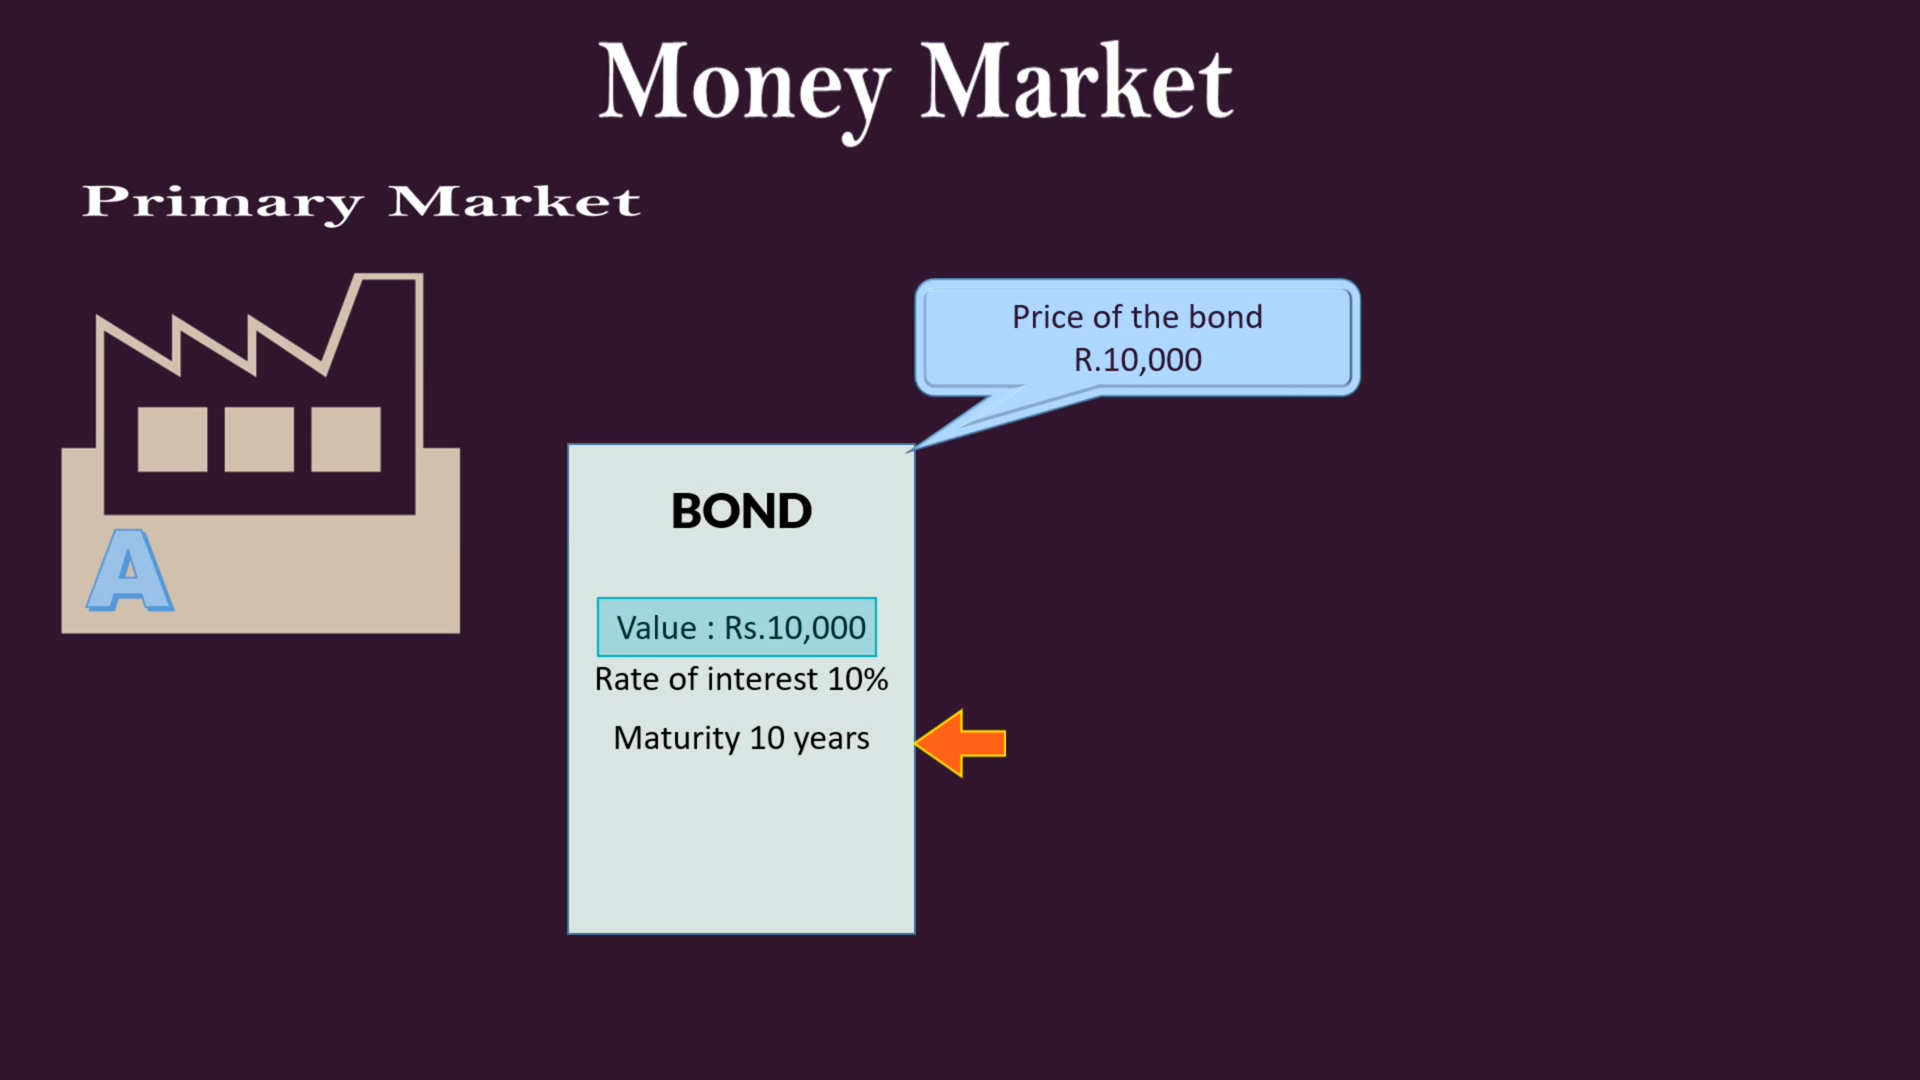 Money Market
Primary Market
Price of the bond
R.10,000
BOND
Value : Rs.10,000
Rate of interest 10%
Maturity 10 years
A